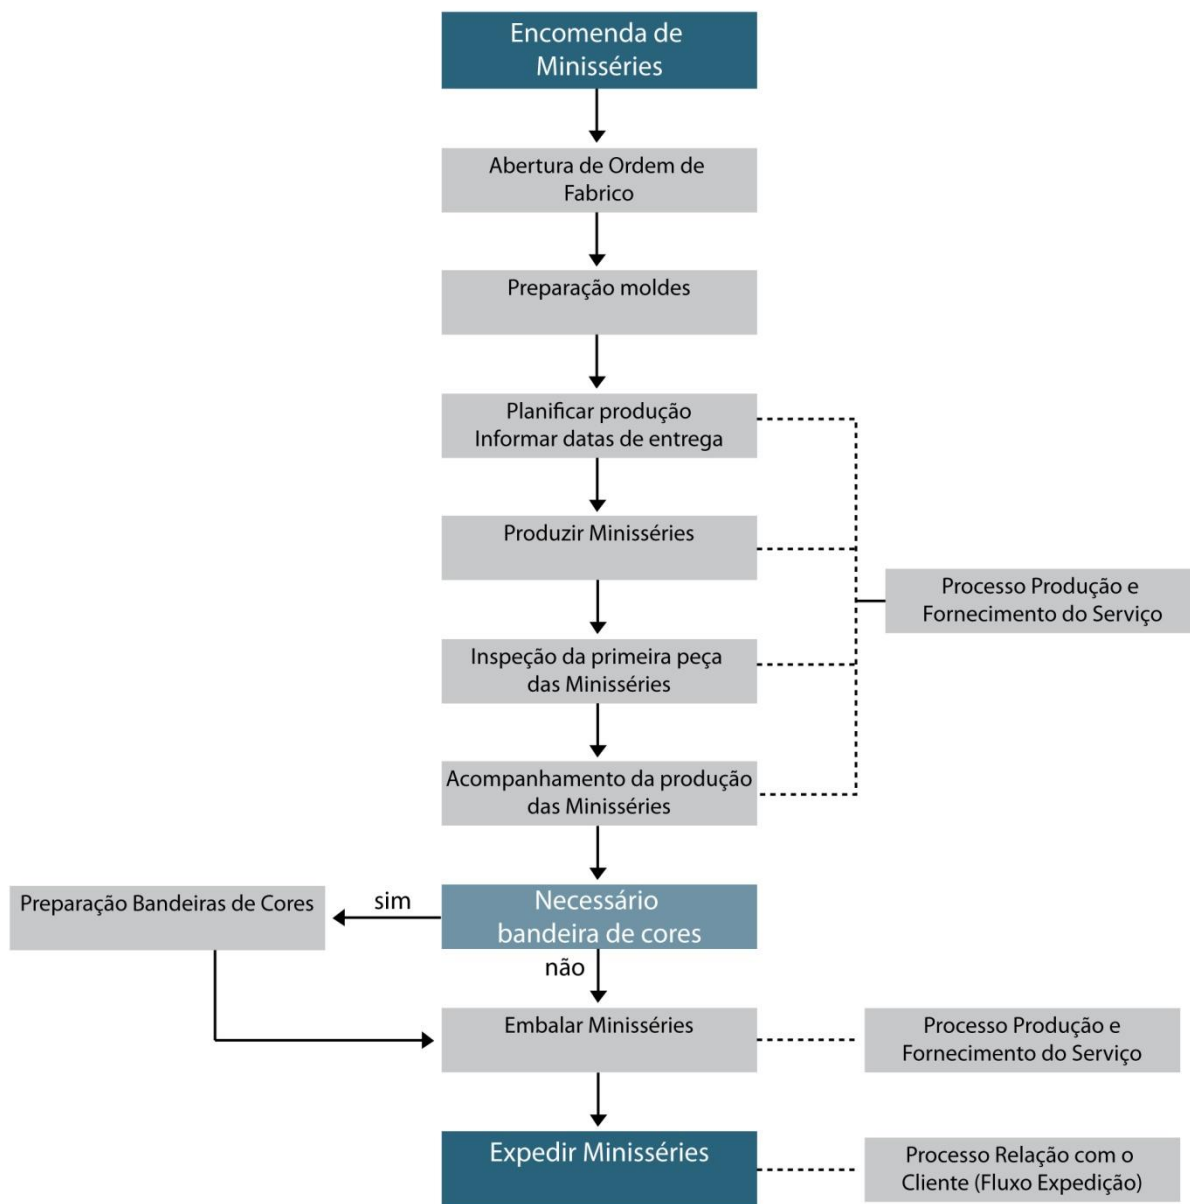 Encomenda de
Minisséries
Abertura de Ordem de
Fabrico
Preparação moldes
Planificar produção
Informar datas de entrega
Produzir Minisséries
Processo Produção e
Fornecimento do Serviço
Inspeção da primeira peça
das Minisséries
Acompanhamento da produção
das Minisséries
Preparação Bandeiras de Cores
sim
Necessário
bandeira de cores
não
Embalar Minisséries
Processo Produção e
Fornecimento do Serviço
Expedir Minisséries
Processo Relação com o
Cliente (Fluxo Expedição)